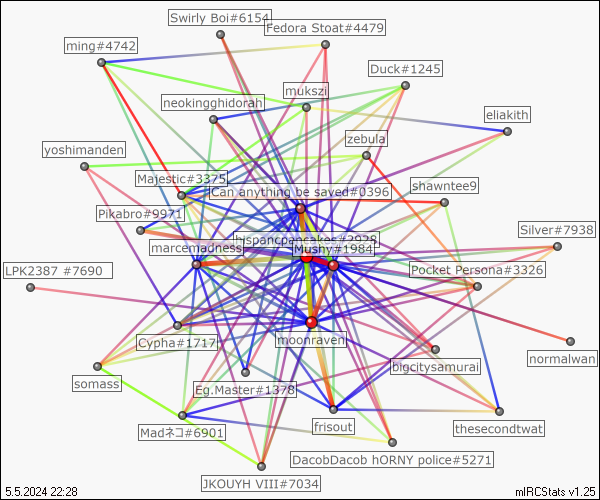 Swirly Boi#6154
Fedora Stoat#4479
ming#4742
Duck#1245
mukszi
neokingghidorah
eliakith
zebula
yoshimanden
Majestic#3375
Can anything be saved#0396
shawntee9
Pikabro#9971
Silver#7938
hispanicpancakes#2928
marcemadness
Mushy#1984
LPK2387 #7690
Pocket Persona#3326
Cypha#1717
moonraven
normalwan
bigcitysamurai
somass
Eg.Master#1378
Madネコ#6901
frisout
thesecondtwat
DacobDacob hORNY police#5271
JKOUYH VIII#7034
5.5.2024 22:28
mIRCStats v1.25